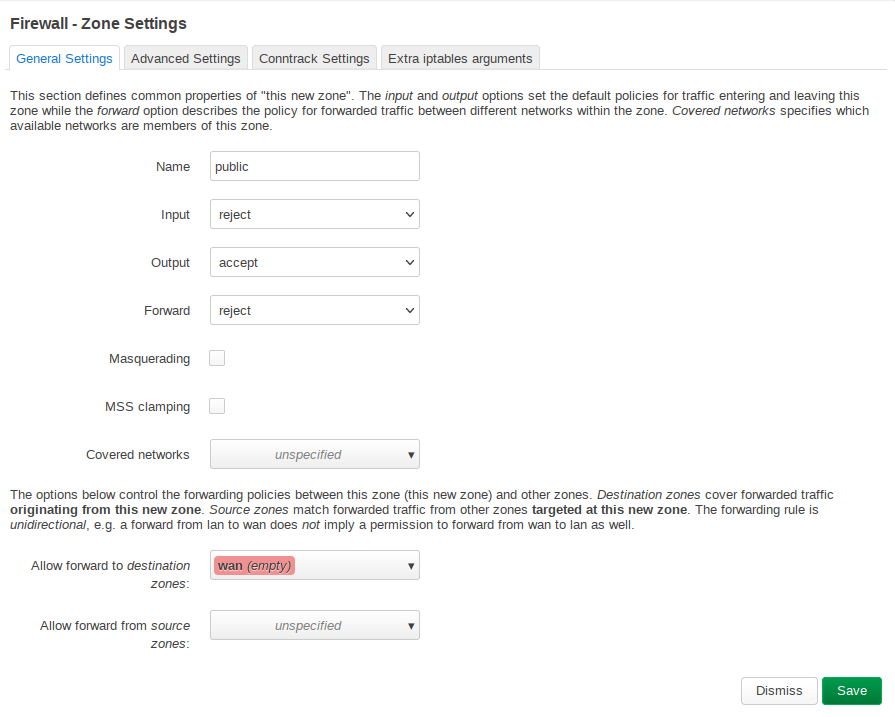 Firewall - Zone Settings
General Settings Advanced Settings Conntrack Settings Extra iptables arguments
This section defines common properties of "this new zone". The input and output options set the default policies for traffic entering and leaving this
zone while the forward option describes the policy for forwarded traffic between different networks within the zone. Covered networks specifies which
available networks are members of this zone.
Name public
Input reject
Output accept
Forward reject
Masquerading
MSS clamping
Covered networks unspecified
The options below control the forwarding policies between this zone (this new zone) and other zones. Destination zones cover forwarded traffic
originating from this new zone. Source zones match forwarded traffic from other zones targeted at this new zone. The forwarding rule is
unidirectional, e.g. a forward from lan to wan does not imply a permission to forward from wan to lan as well.
Allow forward to destination wan (empty)
zones:
Allow forward from source unspecified
zones:
Dismiss Save